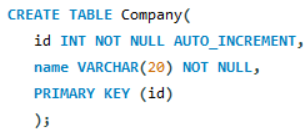 CREATE TABLE Company(
id INT NOT NULL AUTO_INCREMENT,
name VARCHAR(20) NOT NULL,
PRIMARY KEY (id)
);